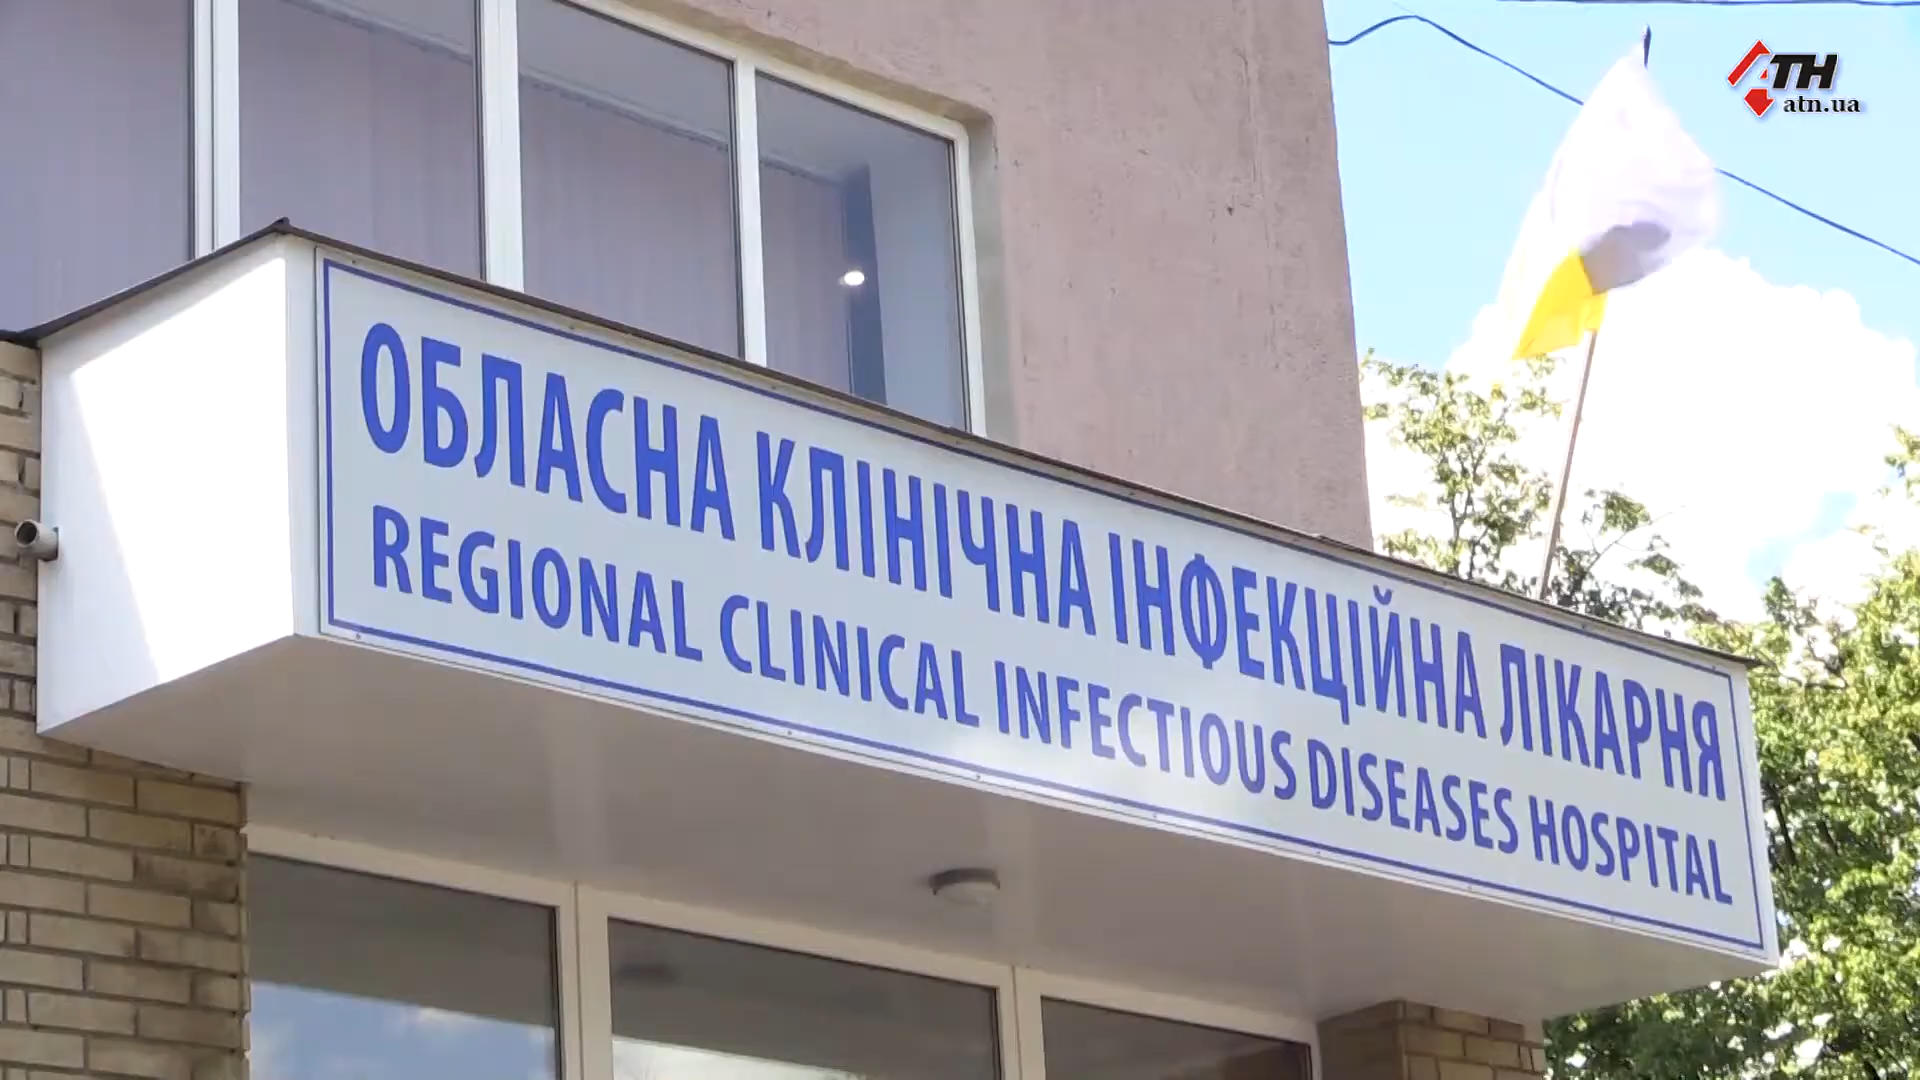 АТН
atn.ua
ОБЛАСНА КЛІНІЧНА ІНФЕКЦІЙНА ЛІКАРНЯ
REGIONAL CLINICAL INFECTIOUS DISEASES HOSPITAL